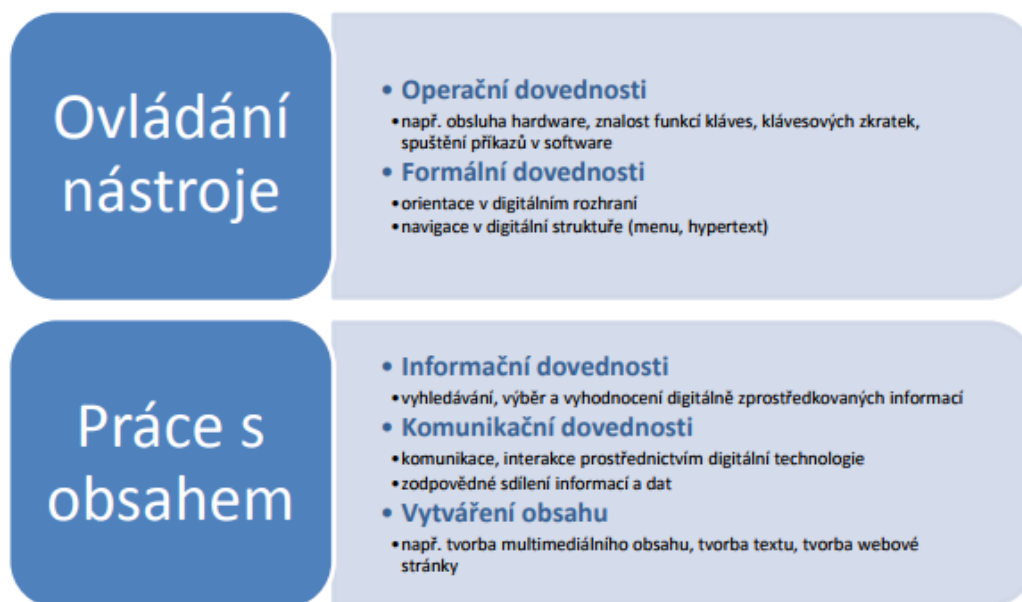 Ovládání
nástroje
• Operační dovednosti
•např. obsluha hardware, znalost funkcí kláves, klávesových zkratek,
spuštění příkazů v software
• Formální dovednosti
•orientace v digitálním rozhraní
•navigace v digitální struktuře (menu, hypertext)
Práce s
obsahem
• Informační dovednosti
•vyhledávání, výběr a vyhodnocení digitálně zprostředkovaných informací
• Komunikační dovednosti
•komunikace, interakce prostřednictvím digitální technologie
•zodpovědné sdílení informací a dat
• Vytváření obsahu
•např. tvorba multimediálního obsahu, tvorba textu, tvorba webové
stránky